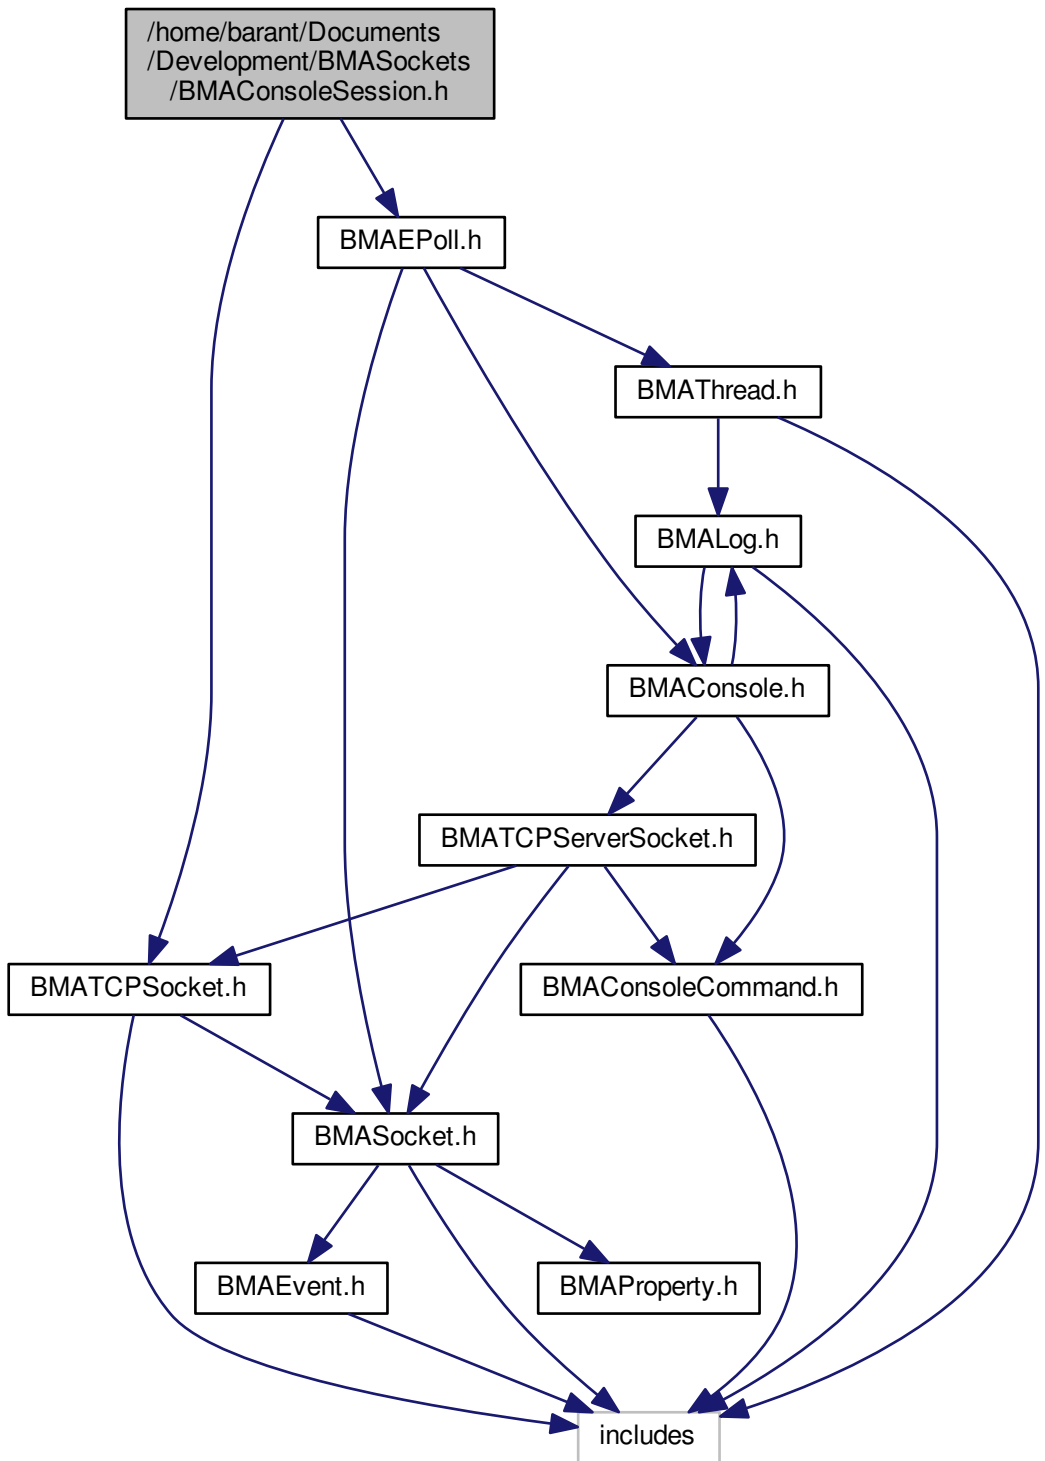 /home/barant/Documents
/Development/BMASockets
/BMAConsoleSession.h
BMAEPoll.h
BMAThread.h
BMALog.h
BMAConsole.h
BMATCPServerSocket.h
BMATCPSocket.h
BMAConsoleCommand.h
BMASocket.h
BMAEvent.h
BMAProperty.h
includes